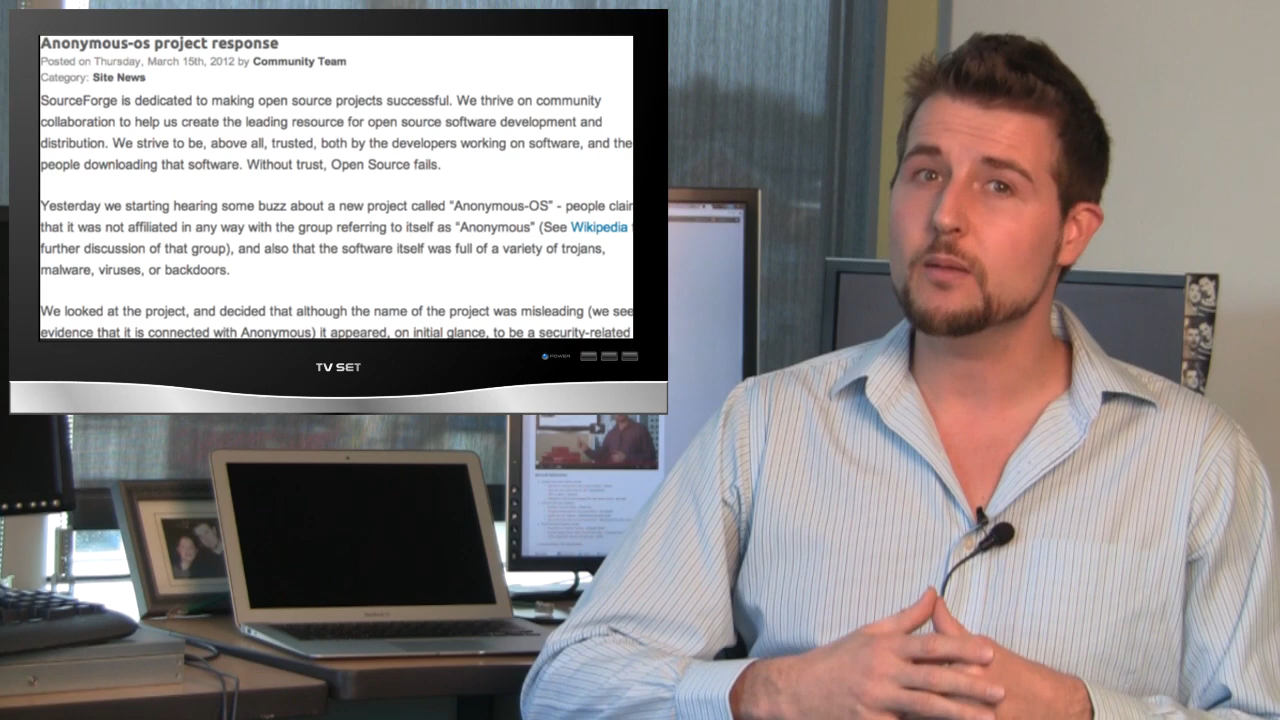 Anonymous-os project response
Posted on Thursday, March 15th, 2012 by Community Team
Category: Site News
SourceForge is dedicated to making open source projects successful. We thrive on community
collaboration to help us create the leading resource for open source software development and
distribution. We strive to be, above all, trusted, both by the developers working on software, and the
people downloading that software. Without trust, Open Source fails.
Yesterday we starting hearing some buzz about a new project called "Anonymous-OS" - people clai
that it was not affiliated in any way with the group referring to itself as "Anonymous" (See Wikipedia
further discussion of that group), and also that the software itself was full of a variety of trojans,
malware, viruses, or backdoors.
We looked at the project, and decided that although the name of the project was misleading (we see
evidence that it is connected with Anonymous) it appeared, on initial glance, to be a security-related
POWER
TV SET